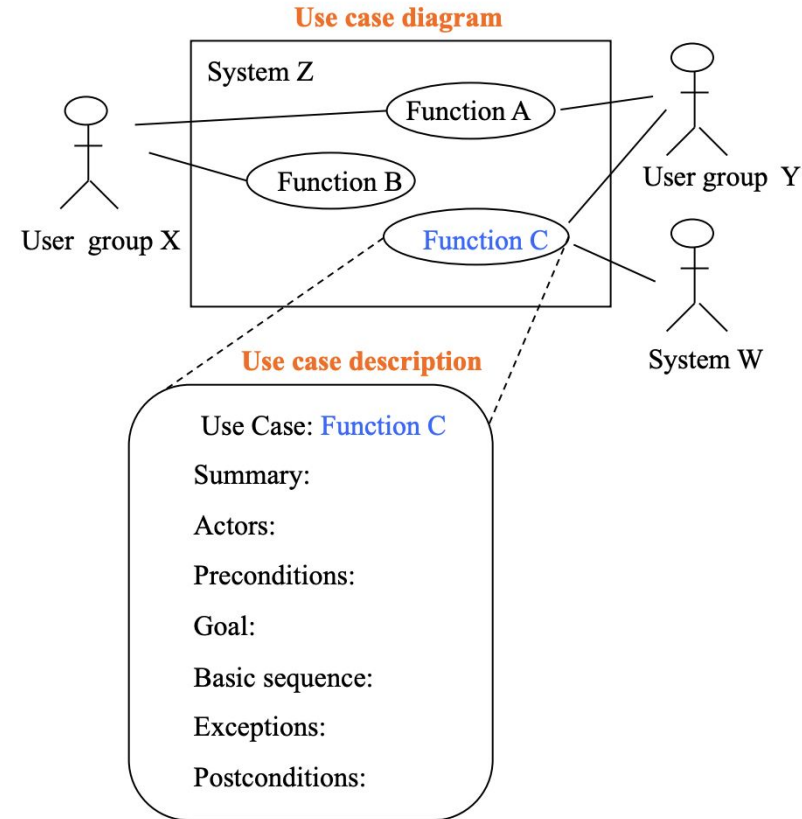 Use case diagram
System Z
Function A
Function B
User group Y
User group X
Function C
System W
Use case description
Use Case: Function C
Summary:
Actors:
Preconditions:
Goal:
Basic sequence:
Exceptions:
Postconditions: